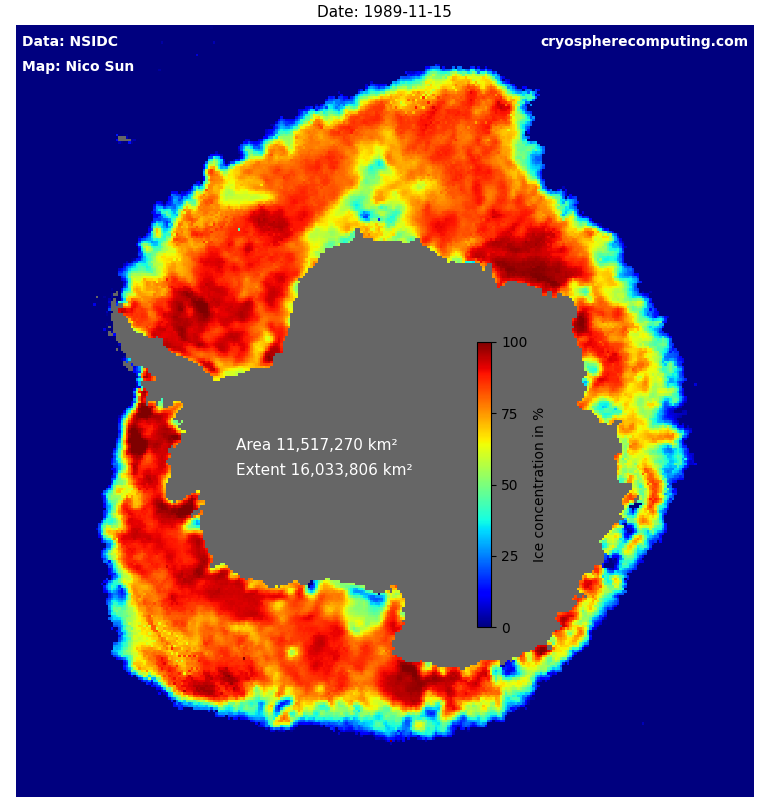 Date: 1989-11-15
Data: NSIDC
cryospherecomputing.com
Map: Nico Sun
100
75
50
25
0
Ice concentration in %
Area 11,517,270 km²
Extent 16,033,806 km²